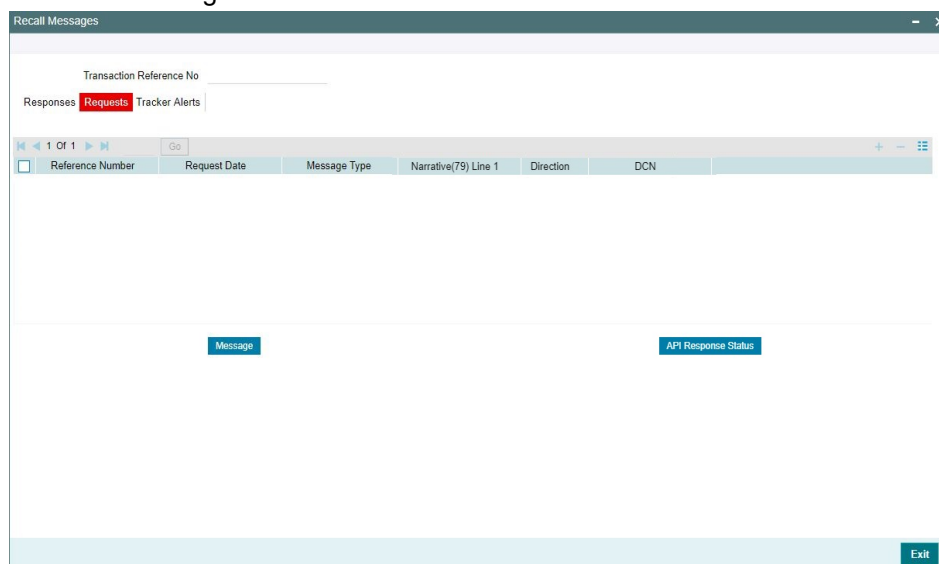 Recall Messages
Transaction Reference No
Responses Requests Tracker Alerts
1 Of 1 Go
Reference Number Request Date Message Type Narrative(79) Line 1 Direction DCN
Message API Response Status
Exit